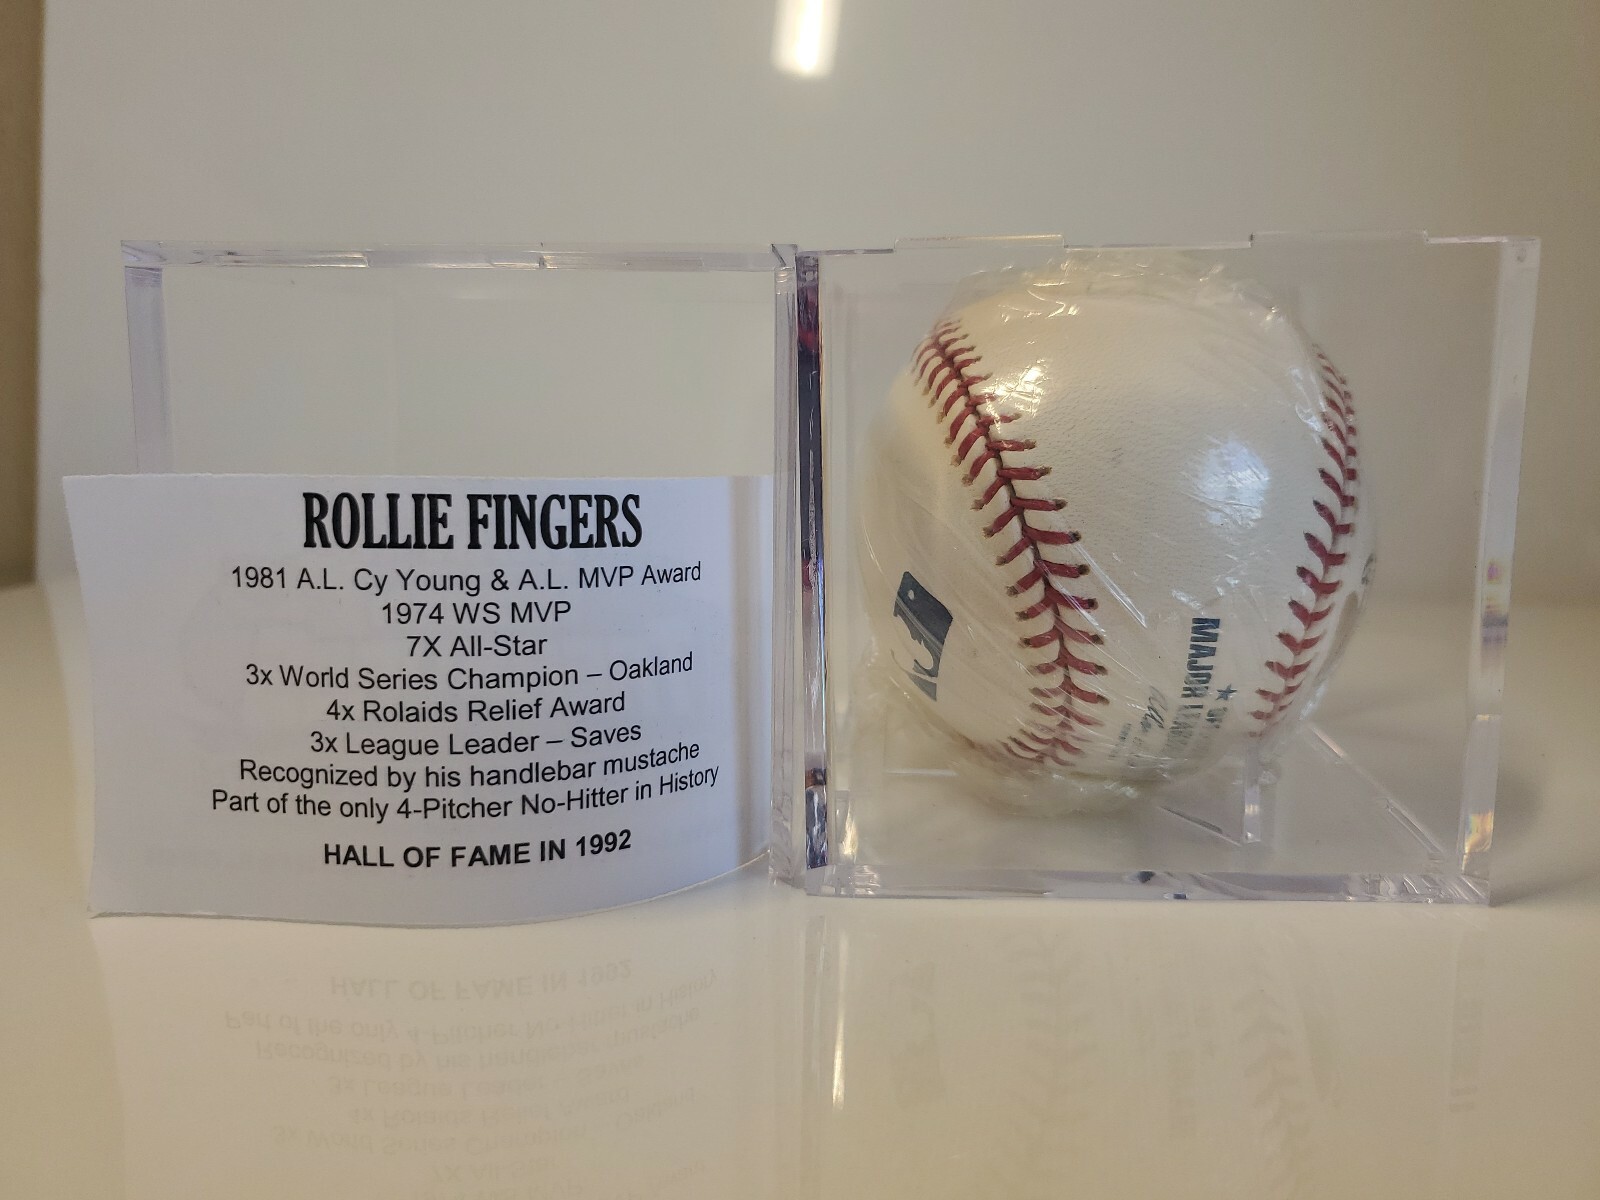 ROLLIE FINGERS
1981 A.L. Cy Young & A.L. MVP Award
1974 WS MVP
7X All-Star
3x World Series Champion – Oakland
4x Rolaids Relief Award
3x League Leader – Saves
Recognized by his handlebar mustache
Part of the only 4-Pitcher No-Hitter in History
HALL OF FAME IN 1992
OF
MAJOR